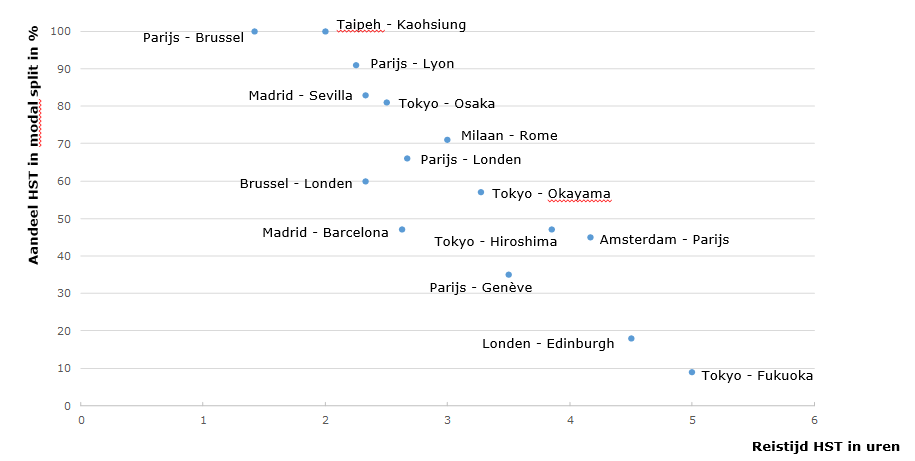 Aandeel HST in modal split in %
100
90
80
70
60
50
40
30
20
10
0
Taipeh - Kaohsiung
Parijs - Brussel
Parijs - Lyon
Madrid - Sevilla
Tokyo - Osaka
Milaan - Rome
Parijs - Londen
Brussel - Londen
Tokyo - Okayama
Madrid - Barcelona
Tokyo - Hiroshima
Amsterdam - Parijs
Parijs - Genève
Londen - Edinburgh
Tokyo - Fukuoka
0 1 2 3 4 5 6
Reistijd HST in uren